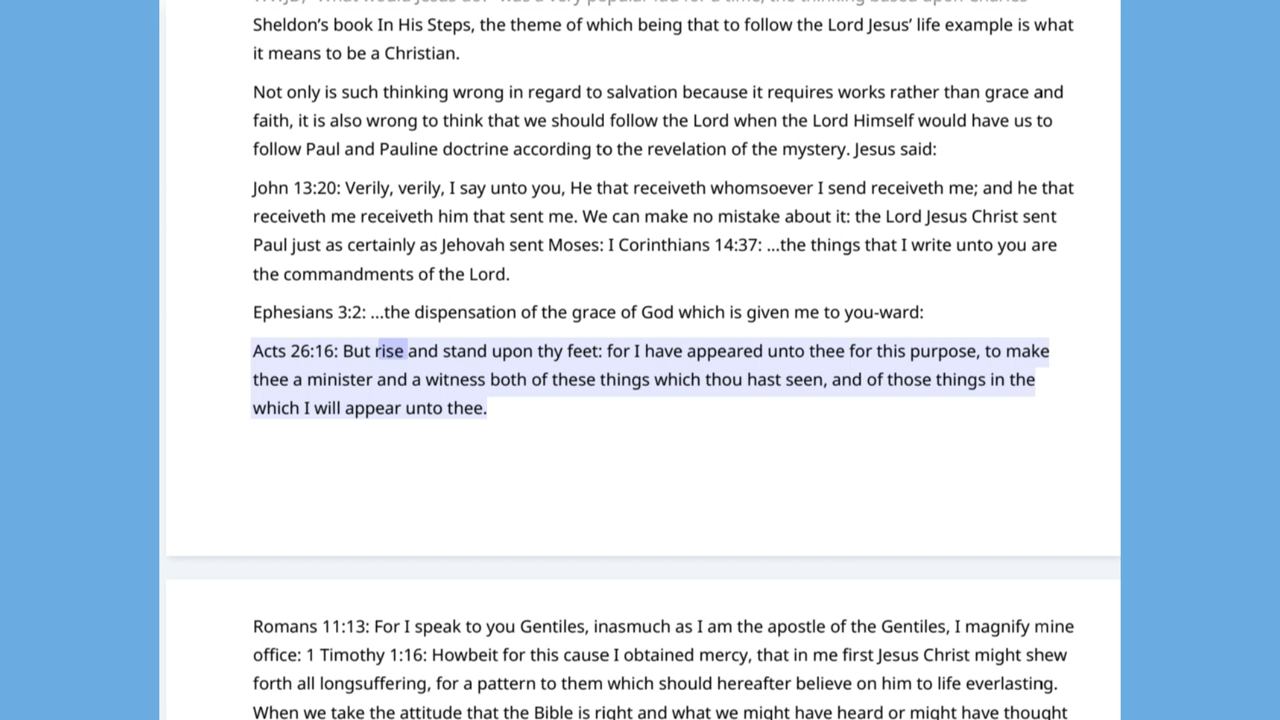 Sheldon’s book In His Steps, the theme of which being that to follow the Lord Jesus’ life example is what
it means to be a Christian.
Not only is such thinking wrong in regard to salvation because it requires works rather than grace and
faith, it is also wrong to think that we should follow the Lord when the Lord Himself would have us to
follow Paul and Pauline doctrine according to the revelation of the mystery. Jesus said:
John 13:20: Verily, verily, I say unto you, He that receiveth whomsoever I send receiveth me; and he that
receiveth me receiveth him that sent me. We can make no mistake about it: the Lord Jesus Christ sent
Paul just as certainly as Jehovah sent Moses: I Corinthians 14:37: ...the things that I write unto you are
the commandments of the Lord.
Ephesians 3:2: ...the dispensation of the grace of God which is given me to you-ward:
Acts 26:16: But rise and stand upon thy feet: for I have appeared unto thee for this purpose, to make
thee a minister and a witness both of these things which thou hast seen, and of those things in the
which I will appear unto thee.
Romans 11:13: For I speak to you Gentiles, inasmuch as I am the apostle of the Gentiles, I magnify mine
office: 1 Timothy 1:16: Howbeit for this cause I obtained mercy, that in me first Jesus Christ might shew
forth all longsuffering, for a pattern to them which should hereafter believe on him to life everlasting.
When we take the attitude that the Bible is right and what we might have heard or might have thought